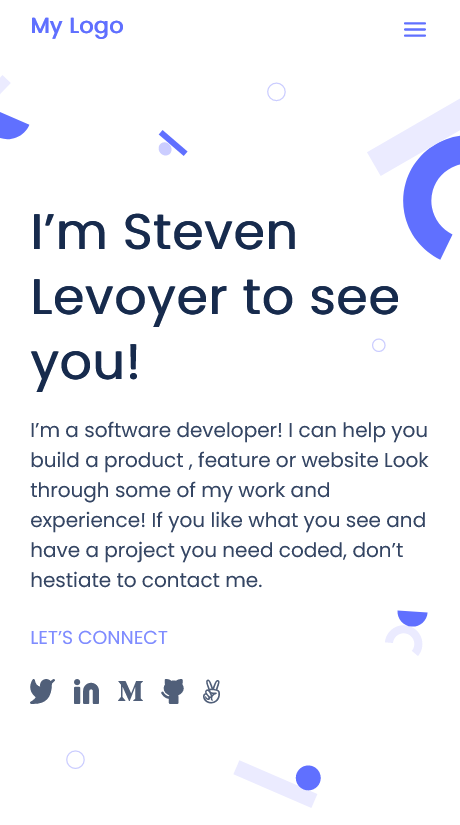 My Logo
I’m Steven
Levoyer to see
you!
I’m a software developer! I can help you
build a product , feature or website Look
through some of my work and
experience! If you like what you see and
have a project you need coded, don’t
hestiate to contact me.
LET’S CONNECT